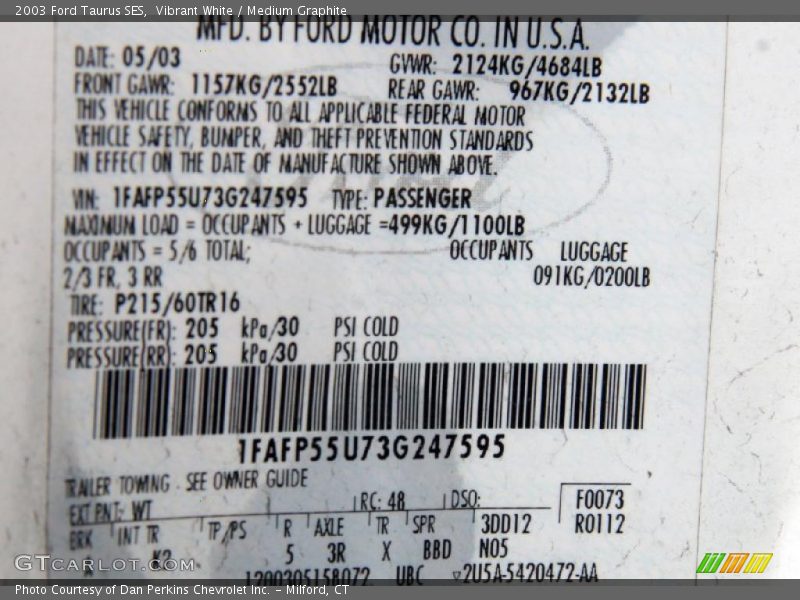 2003 Ford Taurus SES, Vibrant White / Medium Graphite
MFD. BY FORD MOTOR CO. IN U.S.A.
DATE: 05/03 GVWR: 2124KG/4684LB
FRONT GAWR: 1157KG/2552LB REAR GAWR: 967KG/2132LB
THIS VEHICLE CONFORMS TO ALL APPLICABLE FEDERAL MOTOR
VEHICLE SAFETY, BUMPER, AND THEFT PREVENTION STANDARDS
IN EFFECT ON THE DATE OF MANUFACTURE SHOWN ABOVE.
VIN: 1FAFP55U73G247595 TYPE: PASSENGER
MAXIMUM LOAD = OCCUPANTS + LUGGAGE =499KG/1100LB
OCCUPANTS = 5/6 TOTAL; OCCUPANTS LUGGAGE
2/3 FR, 3 RR 091KG/0200LB
TIRE: P215/60TR16
PRESSURE(FR): 205 kPa/30 PSI COLD
PRESSURE(RR): 205 kPa/30 PSI COLD
1FAFP55U73G247595
TRAILER TOWING - SEE OWNER GUIDE
EXT PNT: WT RC: 48 DSO: F0073
BRK INT TR TP/PS R AXLE TR SPR 3DD12 R0112
K2 5 3R X BBD N05
1200305158072 UBC 2U5A-5420472-AA
GTCarLot.com
Photo Courtesy of Dan Perkins Chevrolet Inc. - Milford, CT